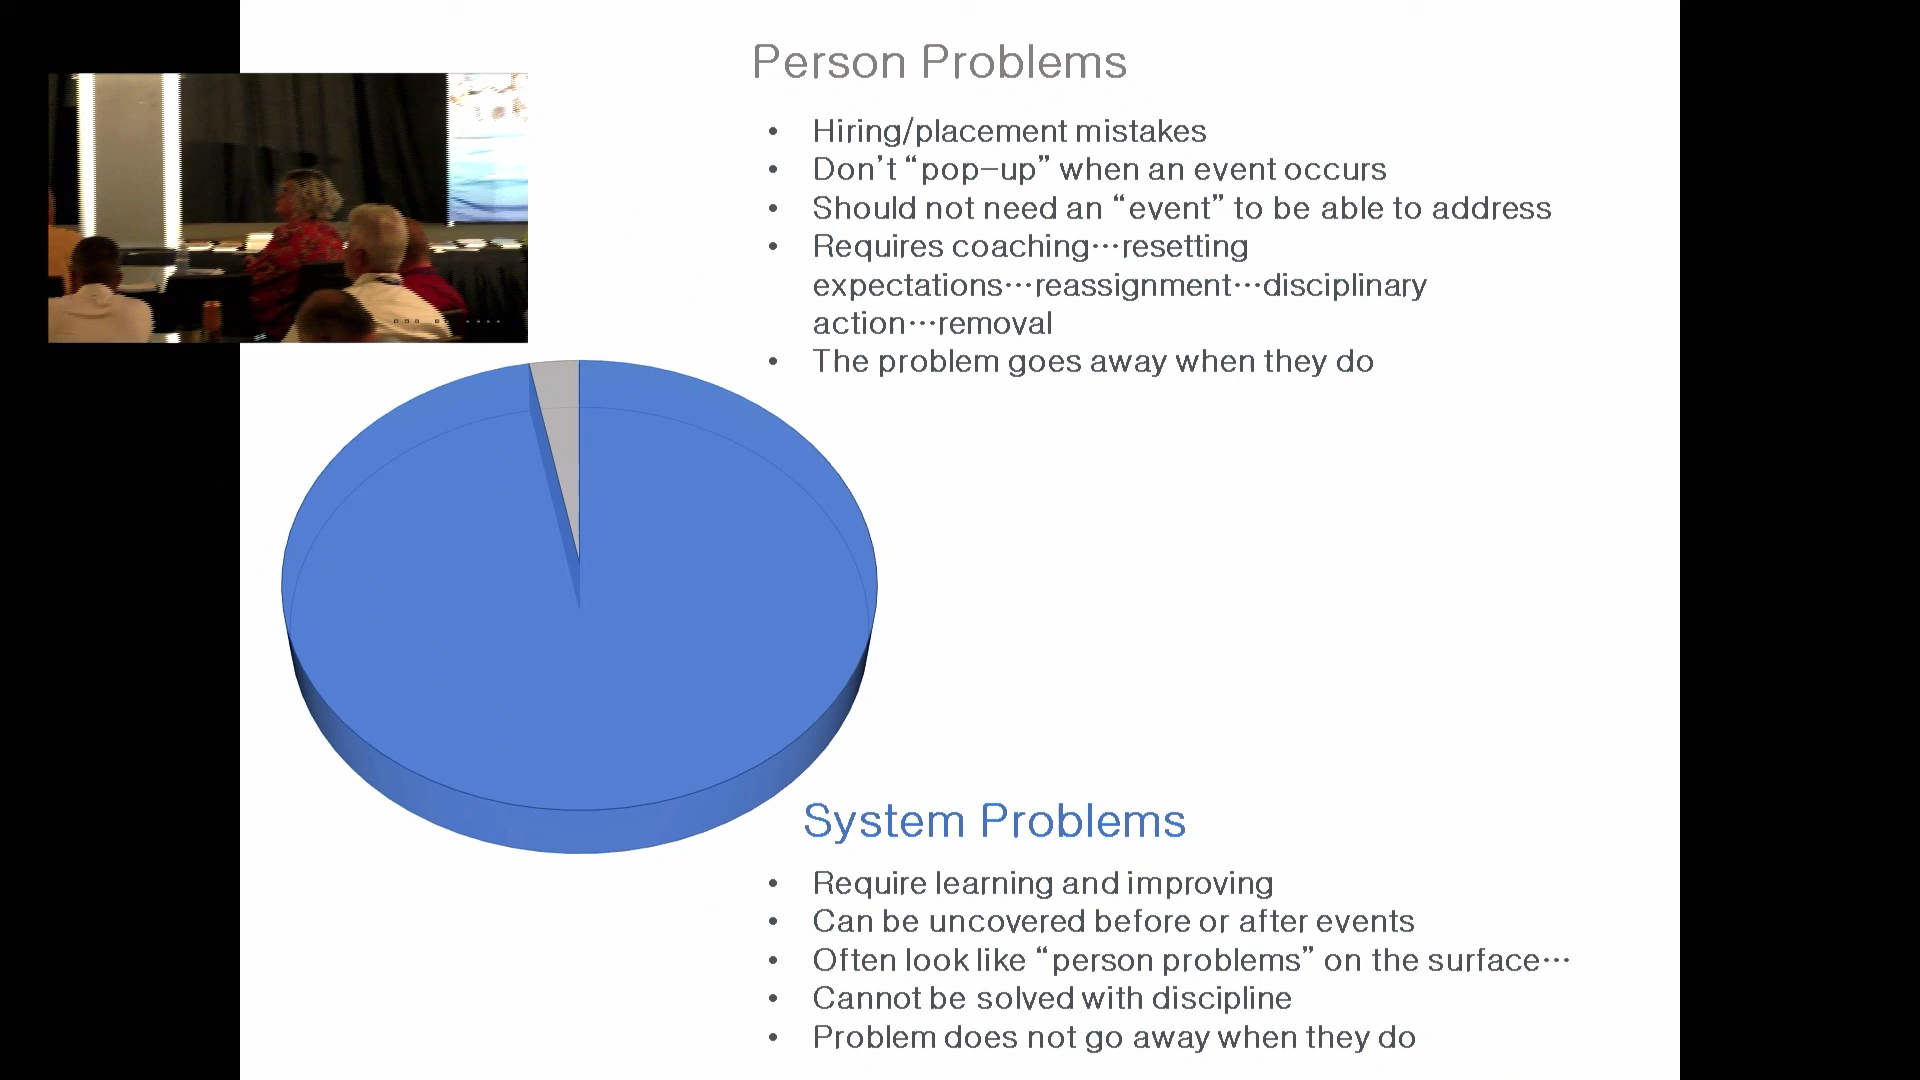 Person Problems
• Hiring/placement mistakes
• Don’t “pop-up” when an event occurs
• Should not need an “event” to be able to address
• Requires coaching…resetting
expectations…reassignment…disciplinary
action…removal
• The problem goes away when they do
System Problems
• Require learning and improving
• Can be uncovered before or after events
• Often look like “person problems” on the surface…
• Cannot be solved with discipline
• Problem does not go away when they do